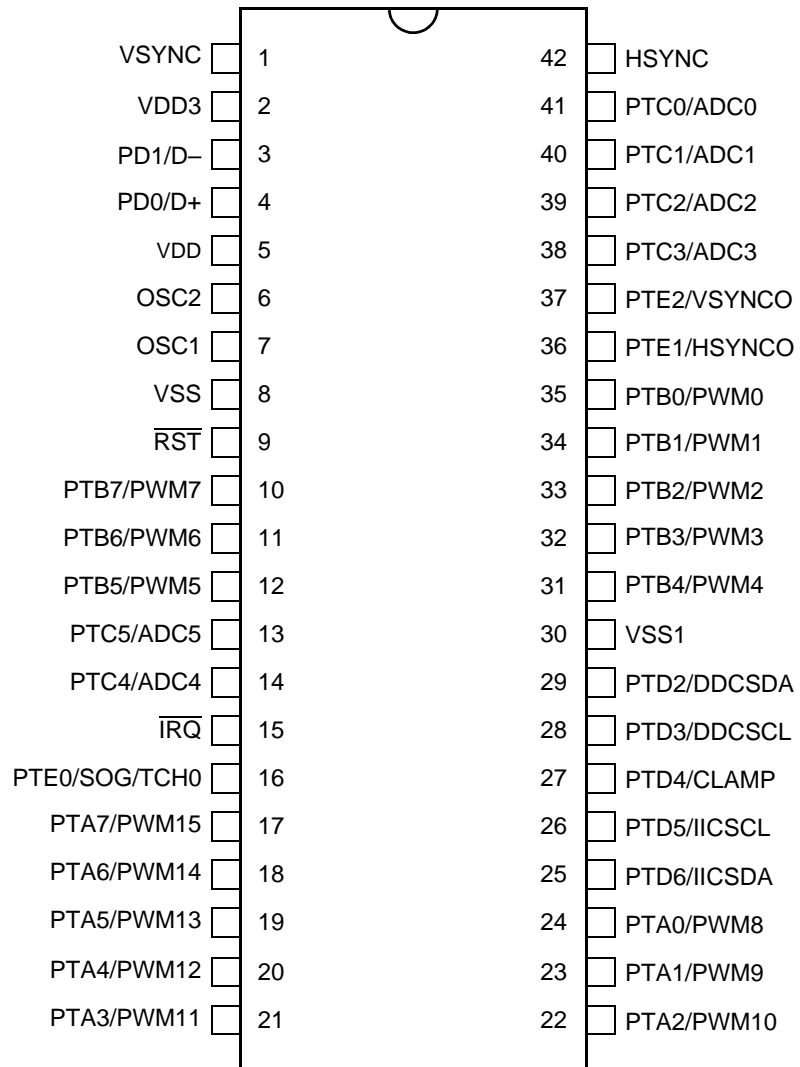 VSYNC 1 42 HSYNC
VDD3 2 41 PTC0/ADC0
PD1/D– 3 40 PTC1/ADC1
PD0/D+ 4 39 PTC2/ADC2
VDD 5 38 PTC3/ADC3
OSC2 6 37 PTE2/VSYNCO
OSC1 7 36 PTE1/HSYNCO
VSS 8 35 PTB0/PWM0
R̅S̅T̅ 9 34 PTB1/PWM1
PTB7/PWM7 10 33 PTB2/PWM2
PTB6/PWM6 11 32 PTB3/PWM3
PTB5/PWM5 12 31 PTB4/PWM4
PTC5/ADC5 13 30 VSS1
PTC4/ADC4 14 29 PTD2/DDCSDA
I̅R̅Q̅ 15 28 PTD3/DDCSCL
PTE0/SOG/TCH0 16 27 PTD4/CLAMP
PTA7/PWM15 17 26 PTD5/IICSCL
PTA6/PWM14 18 25 PTD6/IICSDA
PTA5/PWM13 19 24 PTA0/PWM8
PTA4/PWM12 20 23 PTA1/PWM9
PTA3/PWM11 21 22 PTA2/PWM10